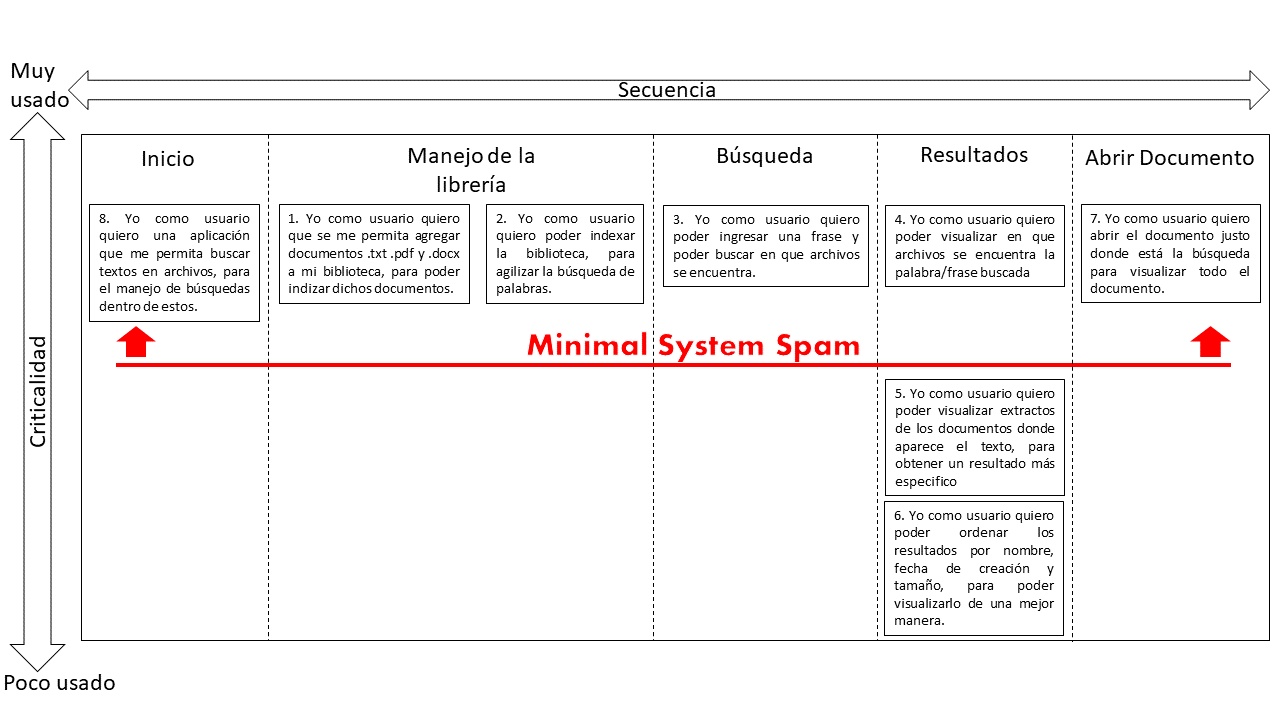 Muy
usado
Secuencia
Criticalidad
Poco usado
Inicio
8. Yo como usuario
quiero una aplicación
que me permita buscar
textos en archivos, para
el manejo de búsquedas
dentro de estos.
Manejo de la
librería
1. Yo como usuario quiero
que se me permita agregar
documentos .txt .pdf y .docx
a mi biblioteca, para poder
indizar dichos documentos.
2. Yo como usuario
quiero poder indexar
la biblioteca, para
agilizar la búsqueda de
palabras.
Búsqueda
3. Yo como usuario quiero
poder ingresar una frase y
poder buscar en que archivos
se encuentra.
Resultados
4. Yo como usuario quiero
poder visualizar en que
archivos se encuentra la
palabra/frase buscada
Abrir Documento
7. Yo como usuario quiero
abrir el documento justo
donde está la búsqueda
para visualizar todo el
documento.
Minimal System Spam
5. Yo como usuario quiero
poder visualizar extractos
de los documentos donde
aparece el texto, para
obtener un resultado más
especifico
6. Yo como usuario quiero
poder ordenar los
resultados por nombre,
fecha de creación y
tamaño, para poder
visualizarlo de una mejor
manera.